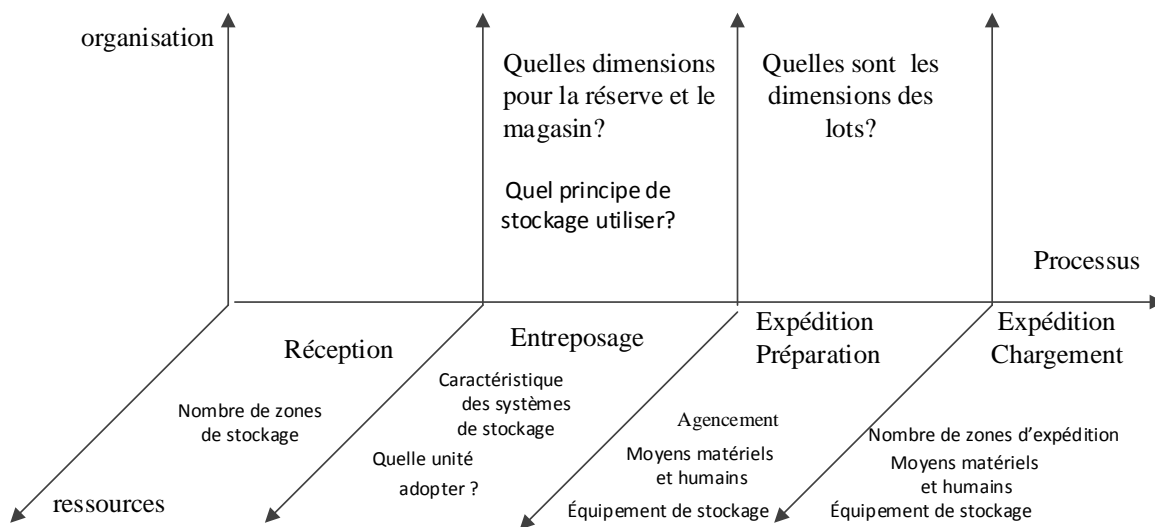 organisation
Quelles dimensions
pour la réserve et le
magasin?
Quel principe de
stockage utiliser?
Quelles sont les
dimensions des
lots?
Processus
Réception
Entreposage
Expédition
Préparation
Expédition
Chargement
Nombre de zones
de stockage
Caractéristique
des systèmes
de stockage
Quelle unité
adopter ?
Agencement
Moyens matériels
et humains
Équipement de stockage
Nombre de zones d’expédition
Moyens matériels
et humains
Équipement de stockage
ressources